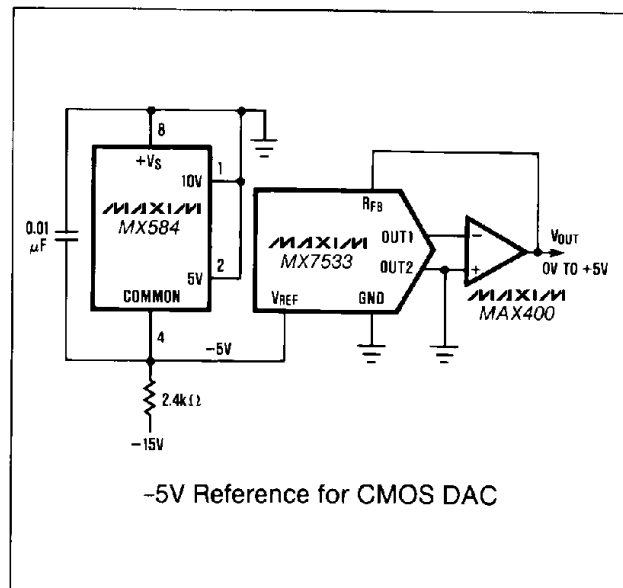 8
+VS
1
10V
MAXIM
MX584
0.01
µF
2
5V
COMMON
4
-5V
2.4kΩ
-15V
RFB
MAXIM
MX7533
OUT1
OUT2
VREF
GND
-
+
VOUT
0V TO +5V
MAXIM
MAX400
-5V Reference for CMOS DAC